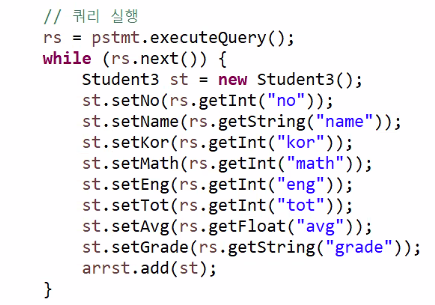 // 쿼리 실행
rs = pstmt.executeQuery();
while (rs.next()) {
    Student3 st = new Student3();
    st.setNo(rs.getInt("no"));
    st.setName(rs.getString("name"));
    st.setKor(rs.getInt("kor"));
    st.setMath(rs.getInt("math"));
    st.setEng(rs.getInt("eng"));
    st.setTot(rs.getInt("tot"));
    st.setAvg(rs.getFloat("avg"));
    st.setGrade(rs.getString("grade"));
    arrst.add(st);
}